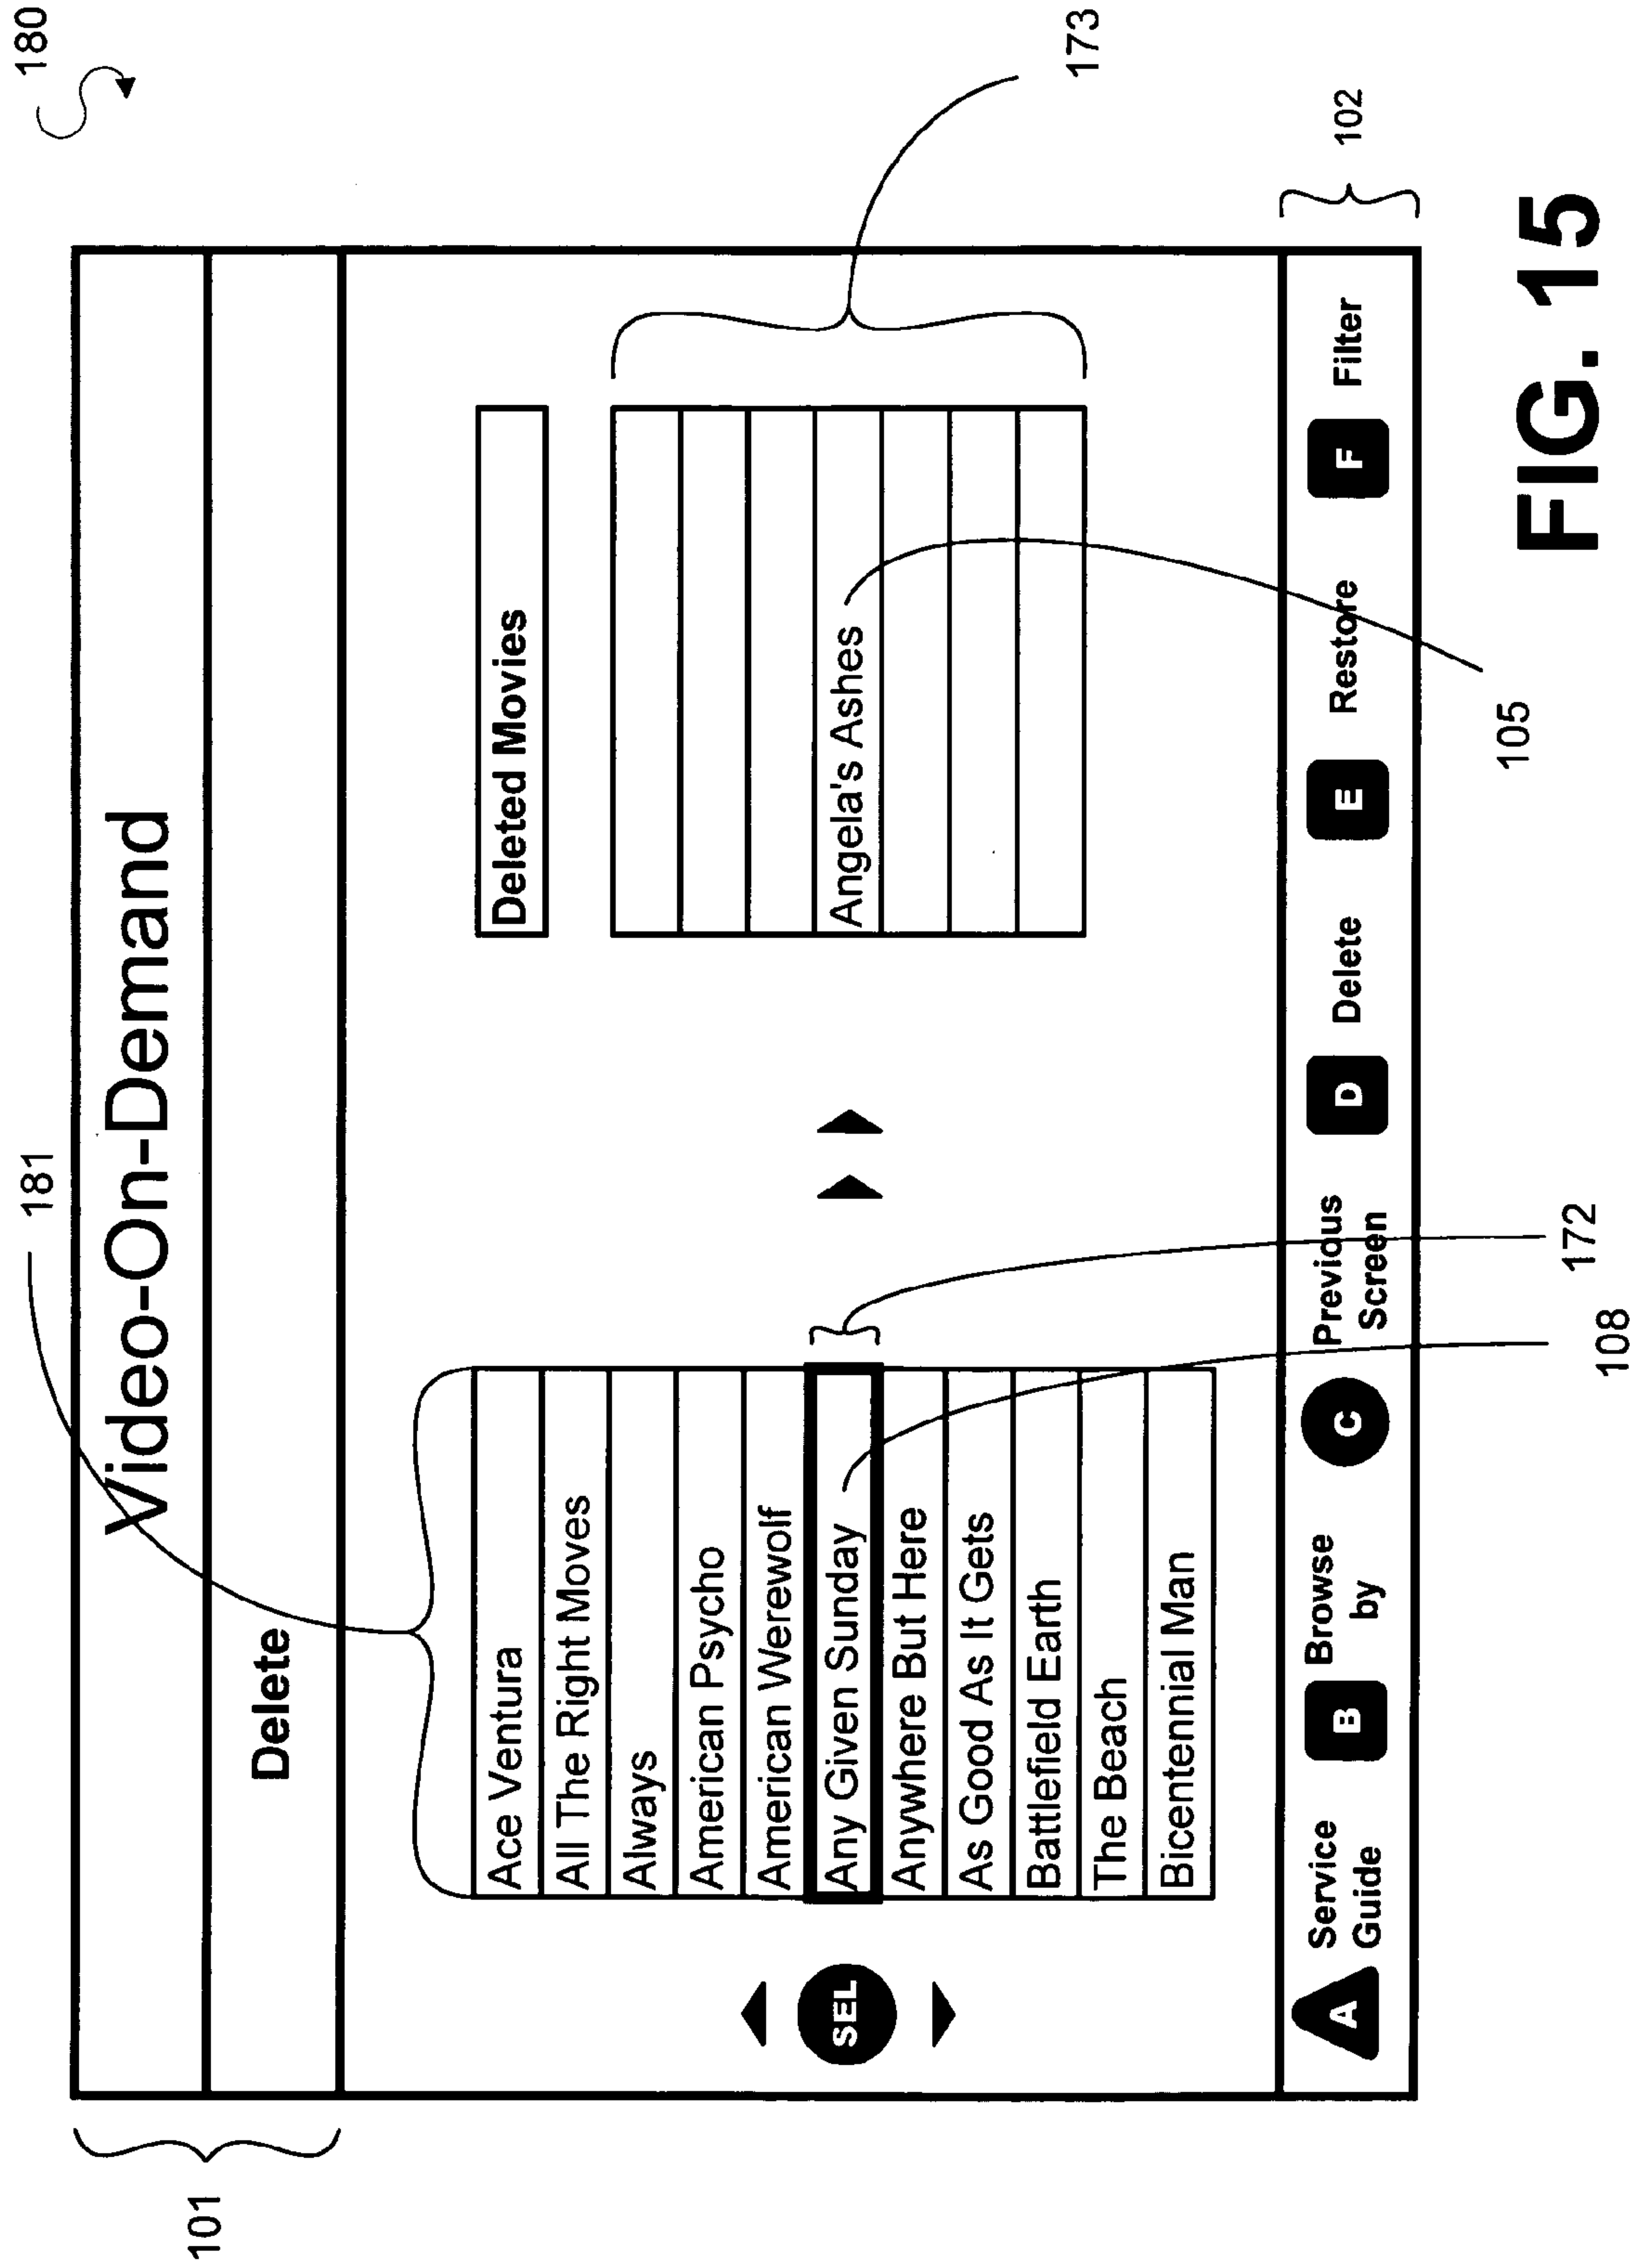 180
181
101
Video-On-Demand
Delete
Ace Ventura
All The Right Moves
Always
American Psycho
American Werewolf
Any Given Sunday
Anywhere But Here
As Good As It Gets
Battlefield Earth
The Beach
Bicentennial Man
SEL
Deleted Movies
Angela's Ashes
173
A Service Guide
B Browse by
C Previous Screen
D Delete
E Restore
F Filter
102
108
172
105
FIG. 15